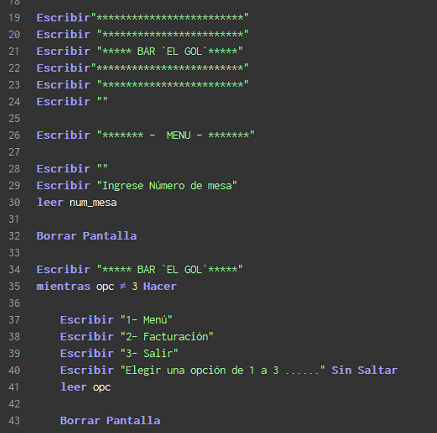 18
19 Escribir"**************************"
20 Escribir "*************************"
21 Escribir "***** BAR `EL GOL`*****"
22 Escribir"**************************"
23 Escribir "*************************"
24 Escribir ""
25
26 Escribir "******* -  MENU - *******"
27
28 Escribir ""
29 Escribir "Ingrese Número de mesa"
30 leer num_mesa
31
32 Borrar Pantalla
33
34 Escribir "***** BAR `EL GOL`*****"
35 mientras opc ≠ 3 Hacer
36
37 Escribir "1- Menú"
38 Escribir "2- Facturación"
39 Escribir "3- Salir"
40 Escribir "Elegir una opción de 1 a 3 ......" Sin Saltar
41 leer opc
42
43 Borrar Pantalla